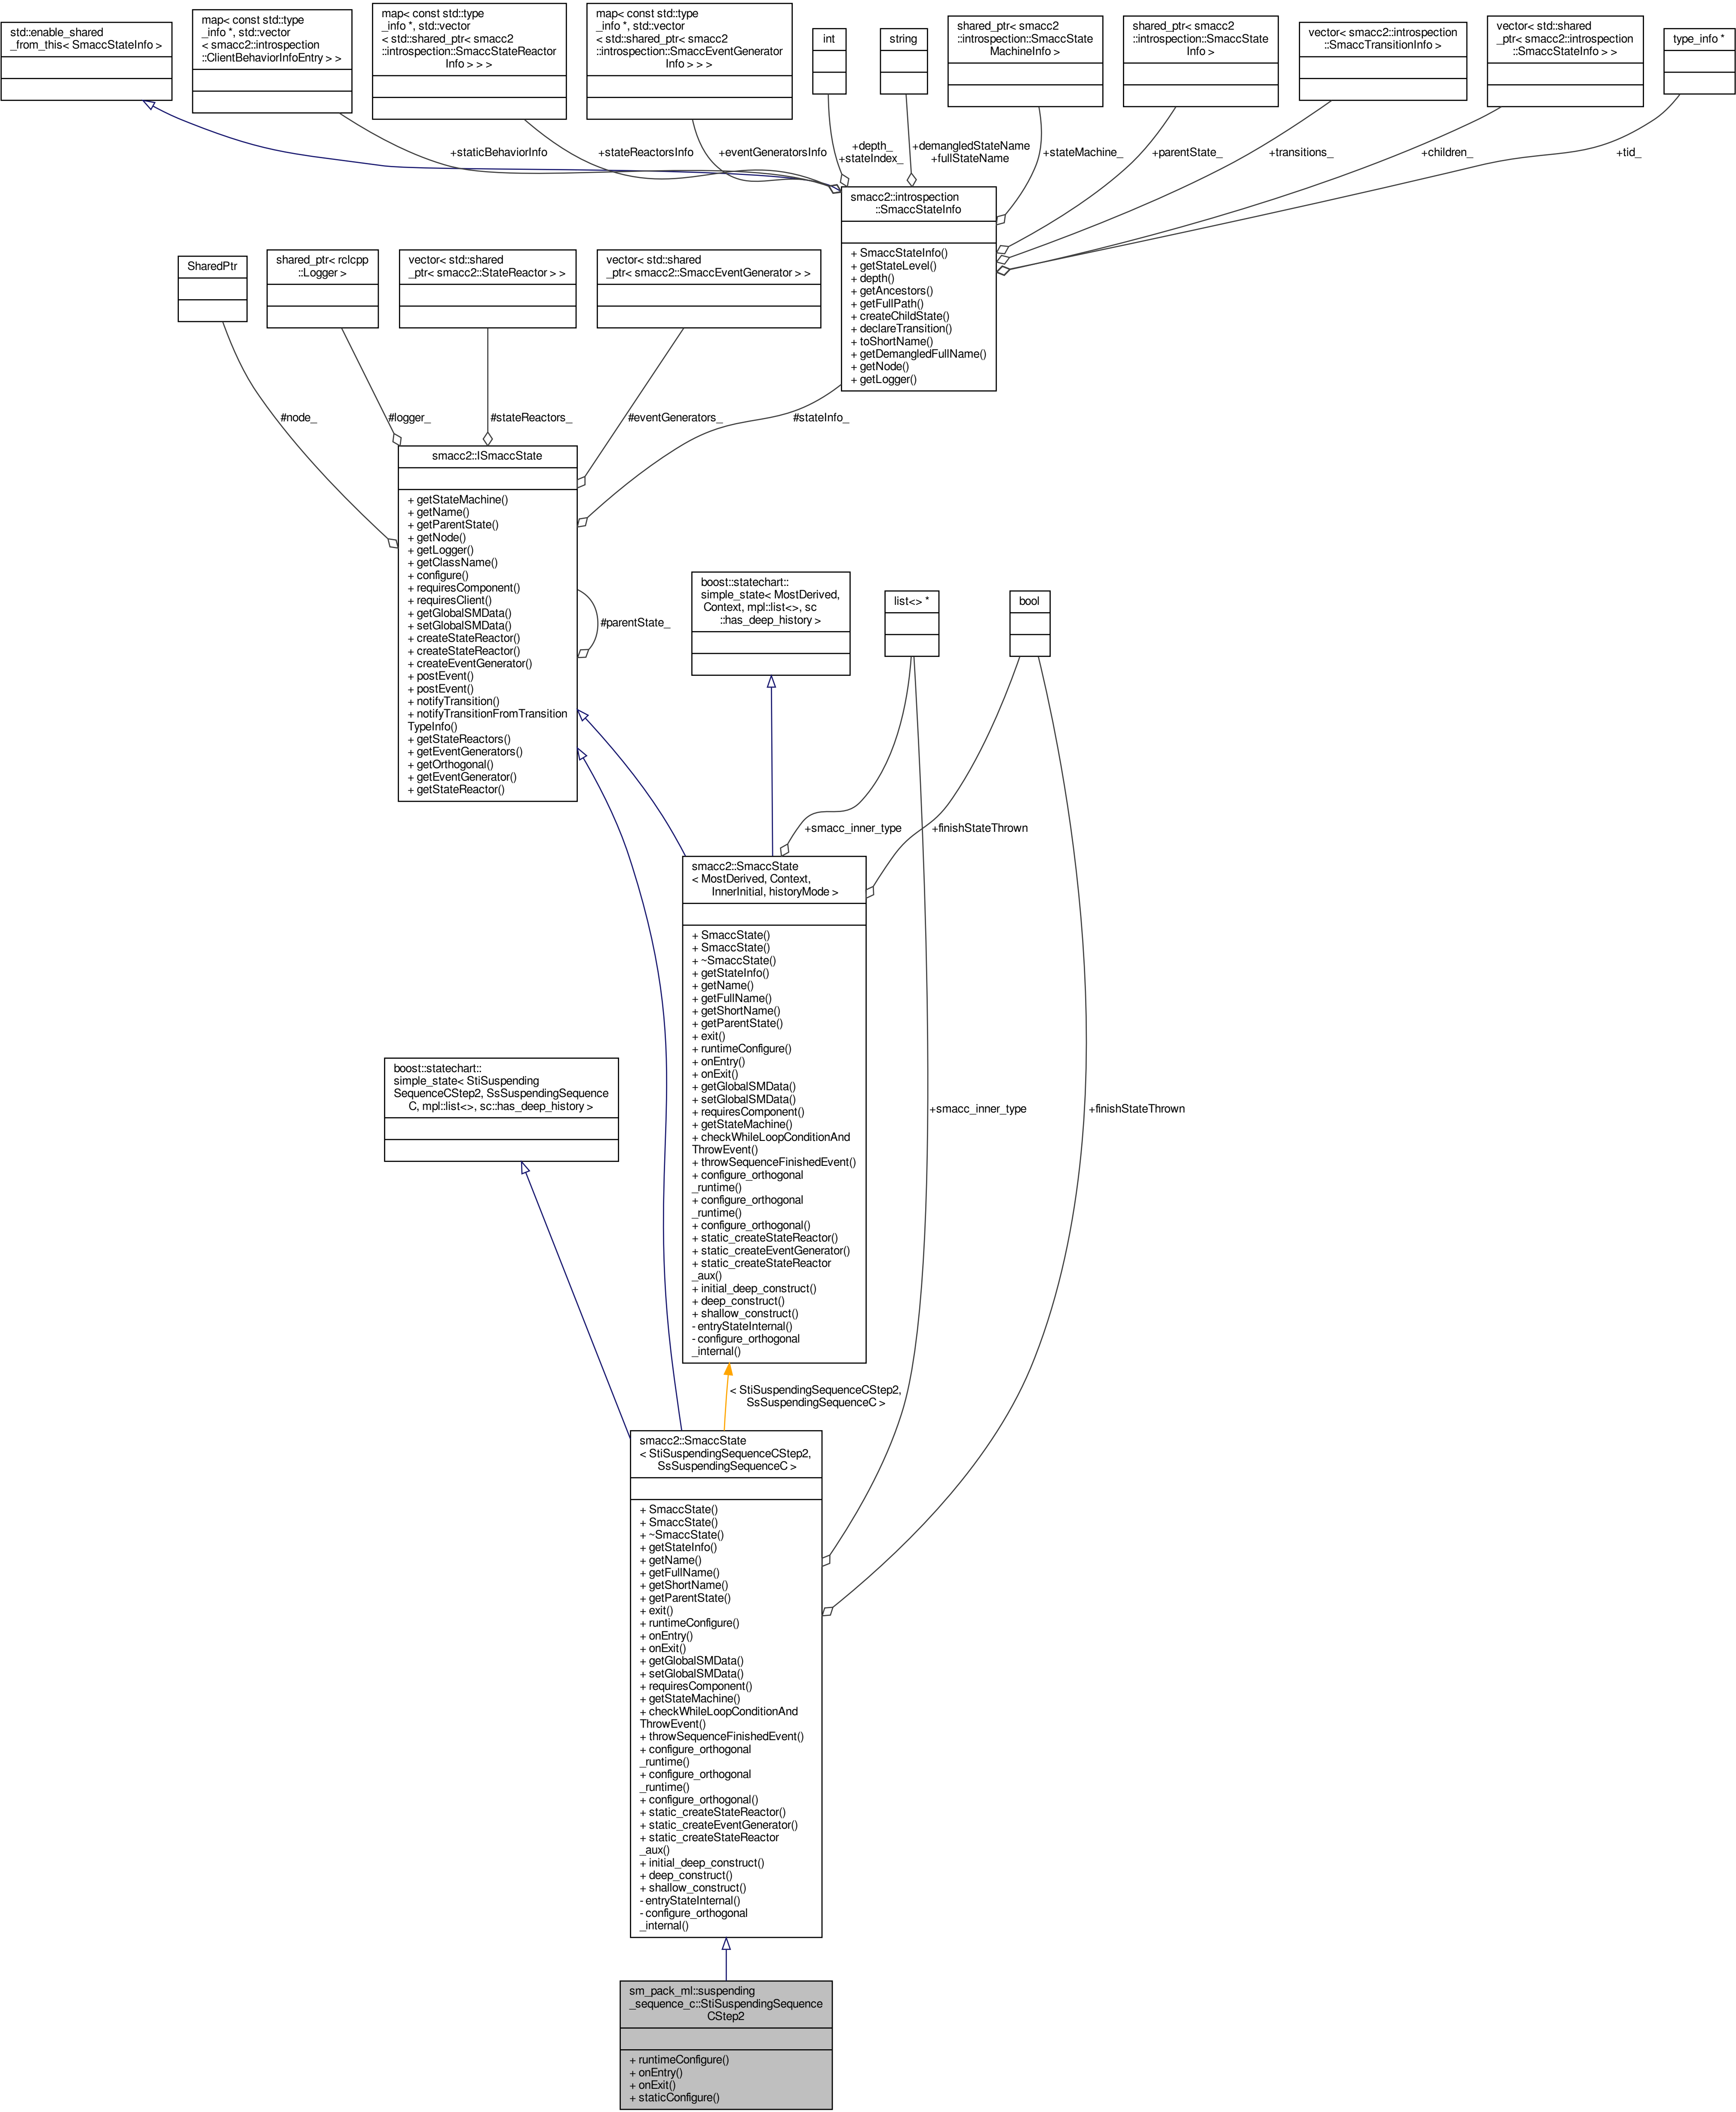 std::enable_shared
_from_this< SmaccStateInfo >
map< const std::type
_info *, std::vector
< smacc2::introspection
::ClientBehaviorInfoEntry > >
map< const std::type
_info *, std::vector
< std::shared_ptr< smacc2
::introspection::SmaccStateReactor
Info > > >
map< const std::type
_info *, std::vector
< std::shared_ptr< smacc2
::introspection::SmaccEventGenerator
Info > > >
int
string
shared_ptr< smacc2
::introspection::SmaccState
MachineInfo >
shared_ptr< smacc2
::introspection::SmaccState
Info >
vector< smacc2::introspection
::SmaccTransitionInfo >
vector< std::shared
_ptr< smacc2::introspection
::SmaccStateInfo > >
type_info *
+staticBehaviorInfo
+stateReactorsInfo
+eventGeneratorsInfo
+depth_
+stateIndex_
+demangledStateName
+fullStateName
+stateMachine_
+parentState_
+transitions_
+children_
+tid_
smacc2::introspection
::SmaccStateInfo
+ SmaccStateInfo()
+ getStateLevel()
+ depth()
+ getAncestors()
+ getFullPath()
+ createChildState()
+ declareTransition()
+ toShortName()
+ getDemangledFullName()
+ getNode()
+ getLogger()
SharedPtr
shared_ptr< rclcpp
::Logger >
vector< std::shared
_ptr< smacc2::StateReactor > >
vector< std::shared
_ptr< smacc2::SmaccEventGenerator > >
#node_
#logger_
#stateReactors_
#eventGenerators_
#stateInfo_
smacc2::ISmaccState
+ getStateMachine()
+ getName()
+ getParentState()
+ getNode()
+ getLogger()
+ getClassName()
+ configure()
+ requiresComponent()
+ requiresClient()
+ getGlobalSMData()
+ setGlobalSMData()
+ createStateReactor()
+ createStateReactor()
+ createEventGenerator()
+ postEvent()
+ postEvent()
+ notifyTransition()
+ notifyTransitionFromTransition
TypeInfo()
+ getStateReactors()
+ getEventGenerators()
+ getOrthogonal()
+ getEventGenerator()
+ getStateReactor()
#parentState_
boost::statechart::
simple_state< MostDerived,
Context, mpl::list<>, sc
::has_deep_history >
list<> *
bool
+smacc_inner_type
+finishStateThrown
smacc2::SmaccState
< MostDerived, Context,
InnerInitial, historyMode >
+ SmaccState()
+ SmaccState()
+ ~SmaccState()
+ getStateInfo()
+ getName()
+ getFullName()
+ getShortName()
+ getParentState()
+ exit()
+ runtimeConfigure()
+ onEntry()
+ onExit()
+ getGlobalSMData()
+ setGlobalSMData()
+ requiresComponent()
+ getStateMachine()
+ checkWhileLoopConditionAnd
ThrowEvent()
+ throwSequenceFinishedEvent()
+ configure_orthogonal
_runtime()
+ configure_orthogonal
_runtime()
+ configure_orthogonal()
+ static_createStateReactor()
+ static_createEventGenerator()
+ static_createStateReactor
_aux()
+ initial_deep_construct()
+ deep_construct()
+ shallow_construct()
- entryStateInternal()
- configure_orthogonal
_internal()
boost::statechart::
simple_state< StiSuspending
SequenceCStep2, SsSuspendingSequence
C, mpl::list<>, sc::has_deep_history >
+smacc_inner_type
+finishStateThrown
< StiSuspendingSequenceCStep2,
SsSuspendingSequenceC >
smacc2::SmaccState
< StiSuspendingSequenceCStep2,
SsSuspendingSequenceC >
+ SmaccState()
+ SmaccState()
+ ~SmaccState()
+ getStateInfo()
+ getName()
+ getFullName()
+ getShortName()
+ getParentState()
+ exit()
+ runtimeConfigure()
+ onEntry()
+ onExit()
+ getGlobalSMData()
+ setGlobalSMData()
+ requiresComponent()
+ getStateMachine()
+ checkWhileLoopConditionAnd
ThrowEvent()
+ throwSequenceFinishedEvent()
+ configure_orthogonal
_runtime()
+ configure_orthogonal
_runtime()
+ configure_orthogonal()
+ static_createStateReactor()
+ static_createEventGenerator()
+ static_createStateReactor
_aux()
+ initial_deep_construct()
+ deep_construct()
+ shallow_construct()
- entryStateInternal()
- configure_orthogonal
_internal()
sm_pack_ml::suspending
_sequence_c::StiSuspendingSequence
CStep2
+ runtimeConfigure()
+ onEntry()
+ onExit()
+ staticConfigure()